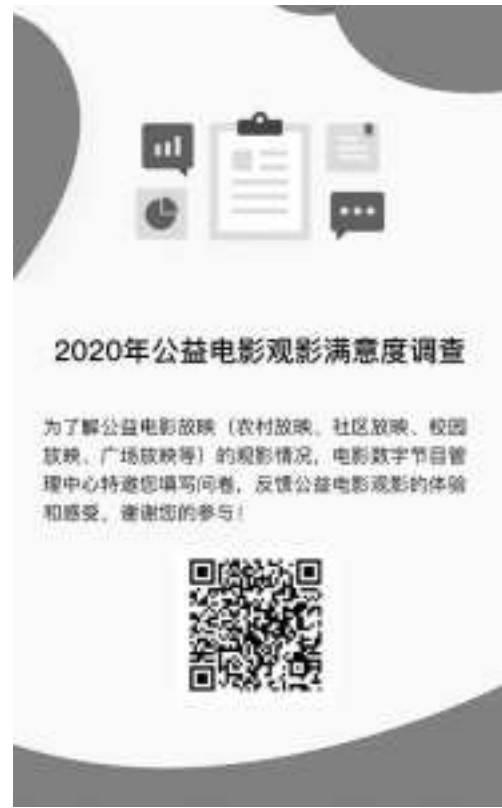 2020年公益电影观影满意度调查
为了解公益电影放映（农村放映、社区放映、校园
放映、广场放映等）的观影情况，电影数字节目管
理中心特邀您填写问卷，反馈公益电影观影的体验
和感受。谢谢您的参与！